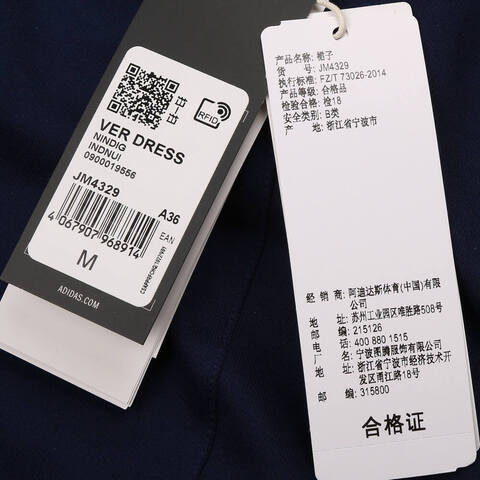 RFID
VER DRESS
NINDIG
INDNUI
0900019556
JM4329
A36
EAN
4 067907 968914
M
ADIDAS.COM
产品名称: 裙子
货 号: JM4329
执行标准: FZ/T 73026-2014
产品等级: 合格品
检验合格: 检18
安全类别: B类
产 地: 浙江省宁波市
经 销 商: 阿迪达斯体育(中国)有限
公司
地 址: 苏州工业园区唯胜路508号
邮 编: 215126
电 话: 400 880 1515
厂 名: 宁波图腾服饰有限公司
地 址: 浙江省宁波市经济技术开
发区甬江路18号
邮 编: 315800
合格证